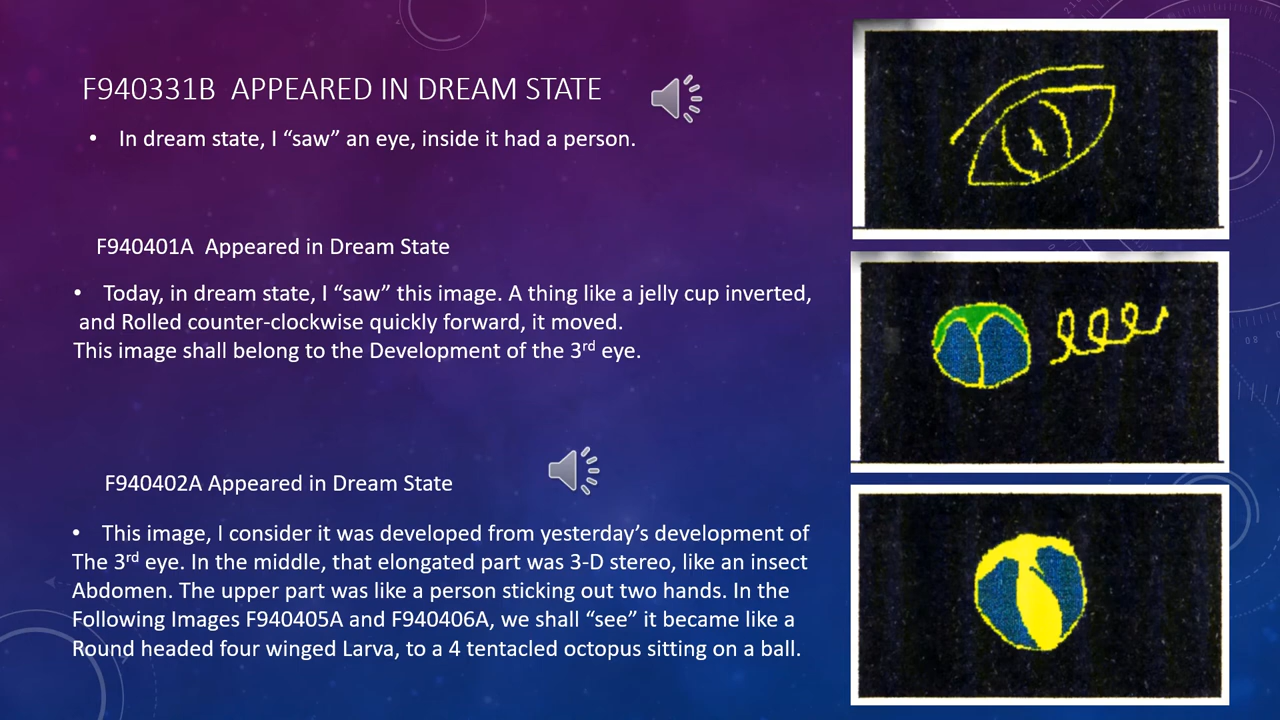 F940331B APPEARED IN DREAM STATE
• In dream state, I “saw” an eye, inside it had a person.
F940401A Appeared in Dream State
• Today, in dream state, I “saw” this image. A thing like a jelly cup inverted,
and Rolled counter-clockwise quickly forward, it moved.
This image shall belong to the Development of the 3rd eye.
F940402A Appeared in Dream State
• This image, I consider it was developed from yesterday’s development of
The 3rd eye. In the middle, that elongated part was 3-D stereo, like an insect
Abdomen. The upper part was like a person sticking out two hands. In the
Following Images F940405A and F940406A, we shall “see” it became like a
Round headed four winged Larva, to a 4 tentacled octopus sitting on a ball.